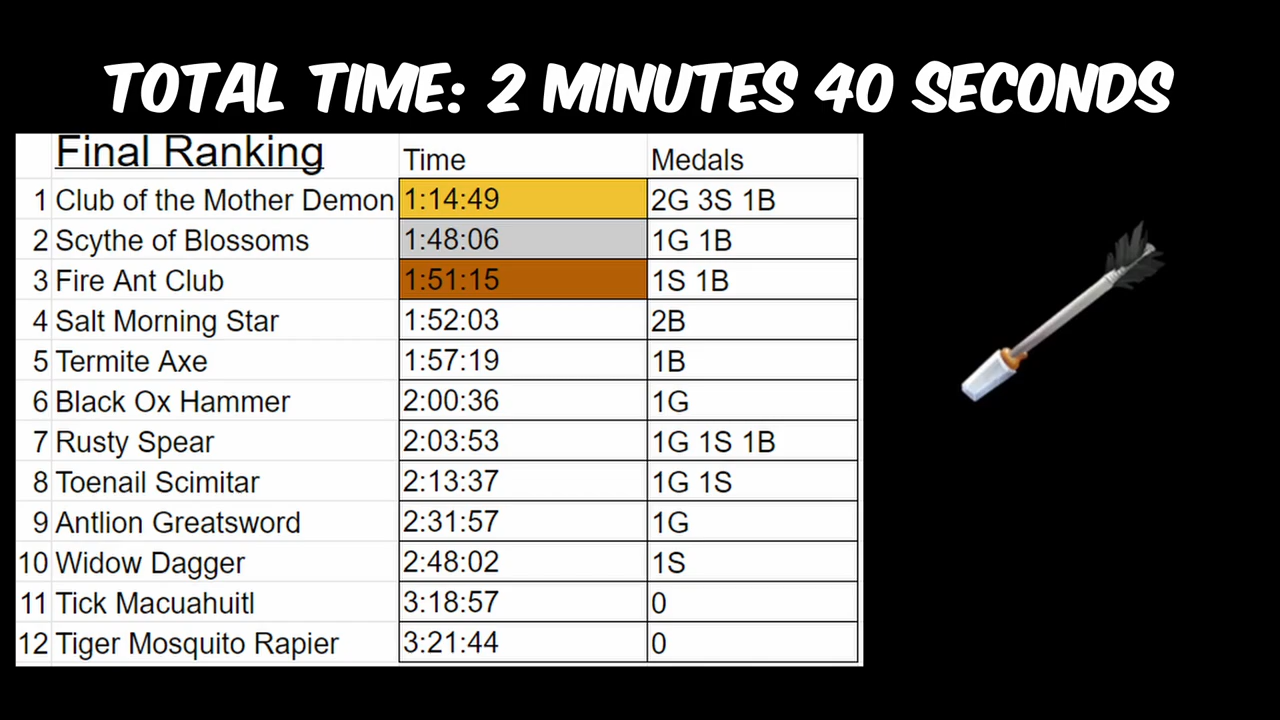 TOTAL TIME: 2 MINUTES 40 SECONDS
Final Ranking Time Medals
1 Club of the Mother Demon 1:14:49 2G 3S 1B
2 Scythe of Blossoms 1:48:06 1G 1B
3 Fire Ant Club 1:51:15 1S 1B
4 Salt Morning Star 1:52:03 2B
5 Termite Axe 1:57:19 1B
6 Black Ox Hammer 2:00:36 1G
7 Rusty Spear 2:03:53 1G 1S 1B
8 Toenail Scimitar 2:13:37 1G 1S
9 Antlion Greatsword 2:31:57 1G
10 Widow Dagger 2:48:02 1S
11 Tick Macuahuitl 3:18:57 0
12 Tiger Mosquito Rapier 3:21:44 0